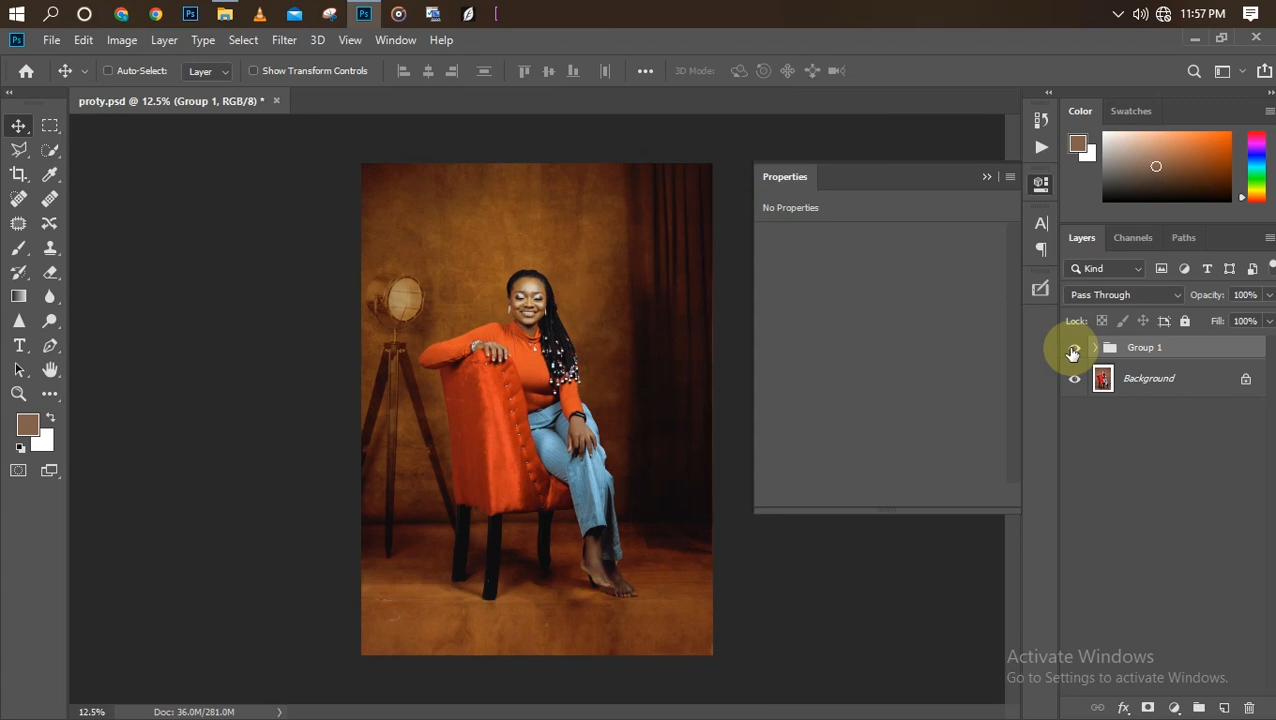 11:57 PM
Ps File Edit Image Layer Type Select Filter 3D View Window Help
Auto-Select: Layer Show Transform Controls 3D Mode:
proty.psd @ 12.5% (Group 1, RGB/8) *
Color Swatches
Properties
No Properties
Layers Channels Paths
Kind
Pass Through Opacity: 100%
Lock: Fill: 100%
Group 1
Background
Activate Windows
Go to Settings to activate Windows.
12.5% Doc: 36.0M/281.0M